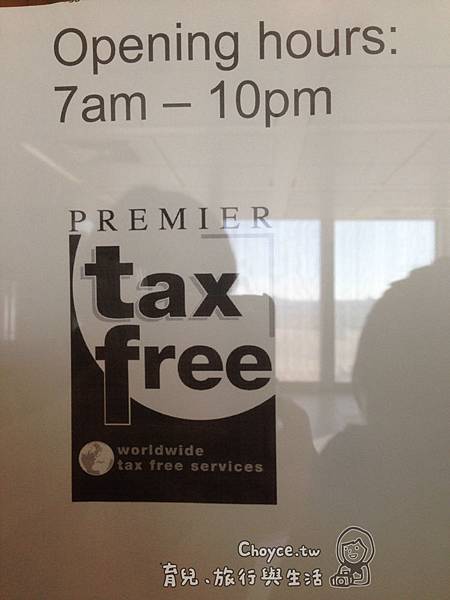 Opening hours:
7am – 10pm
PREMIER
tax
free
worldwide
tax free services
Choyce.tw
育兒、旅行與生活